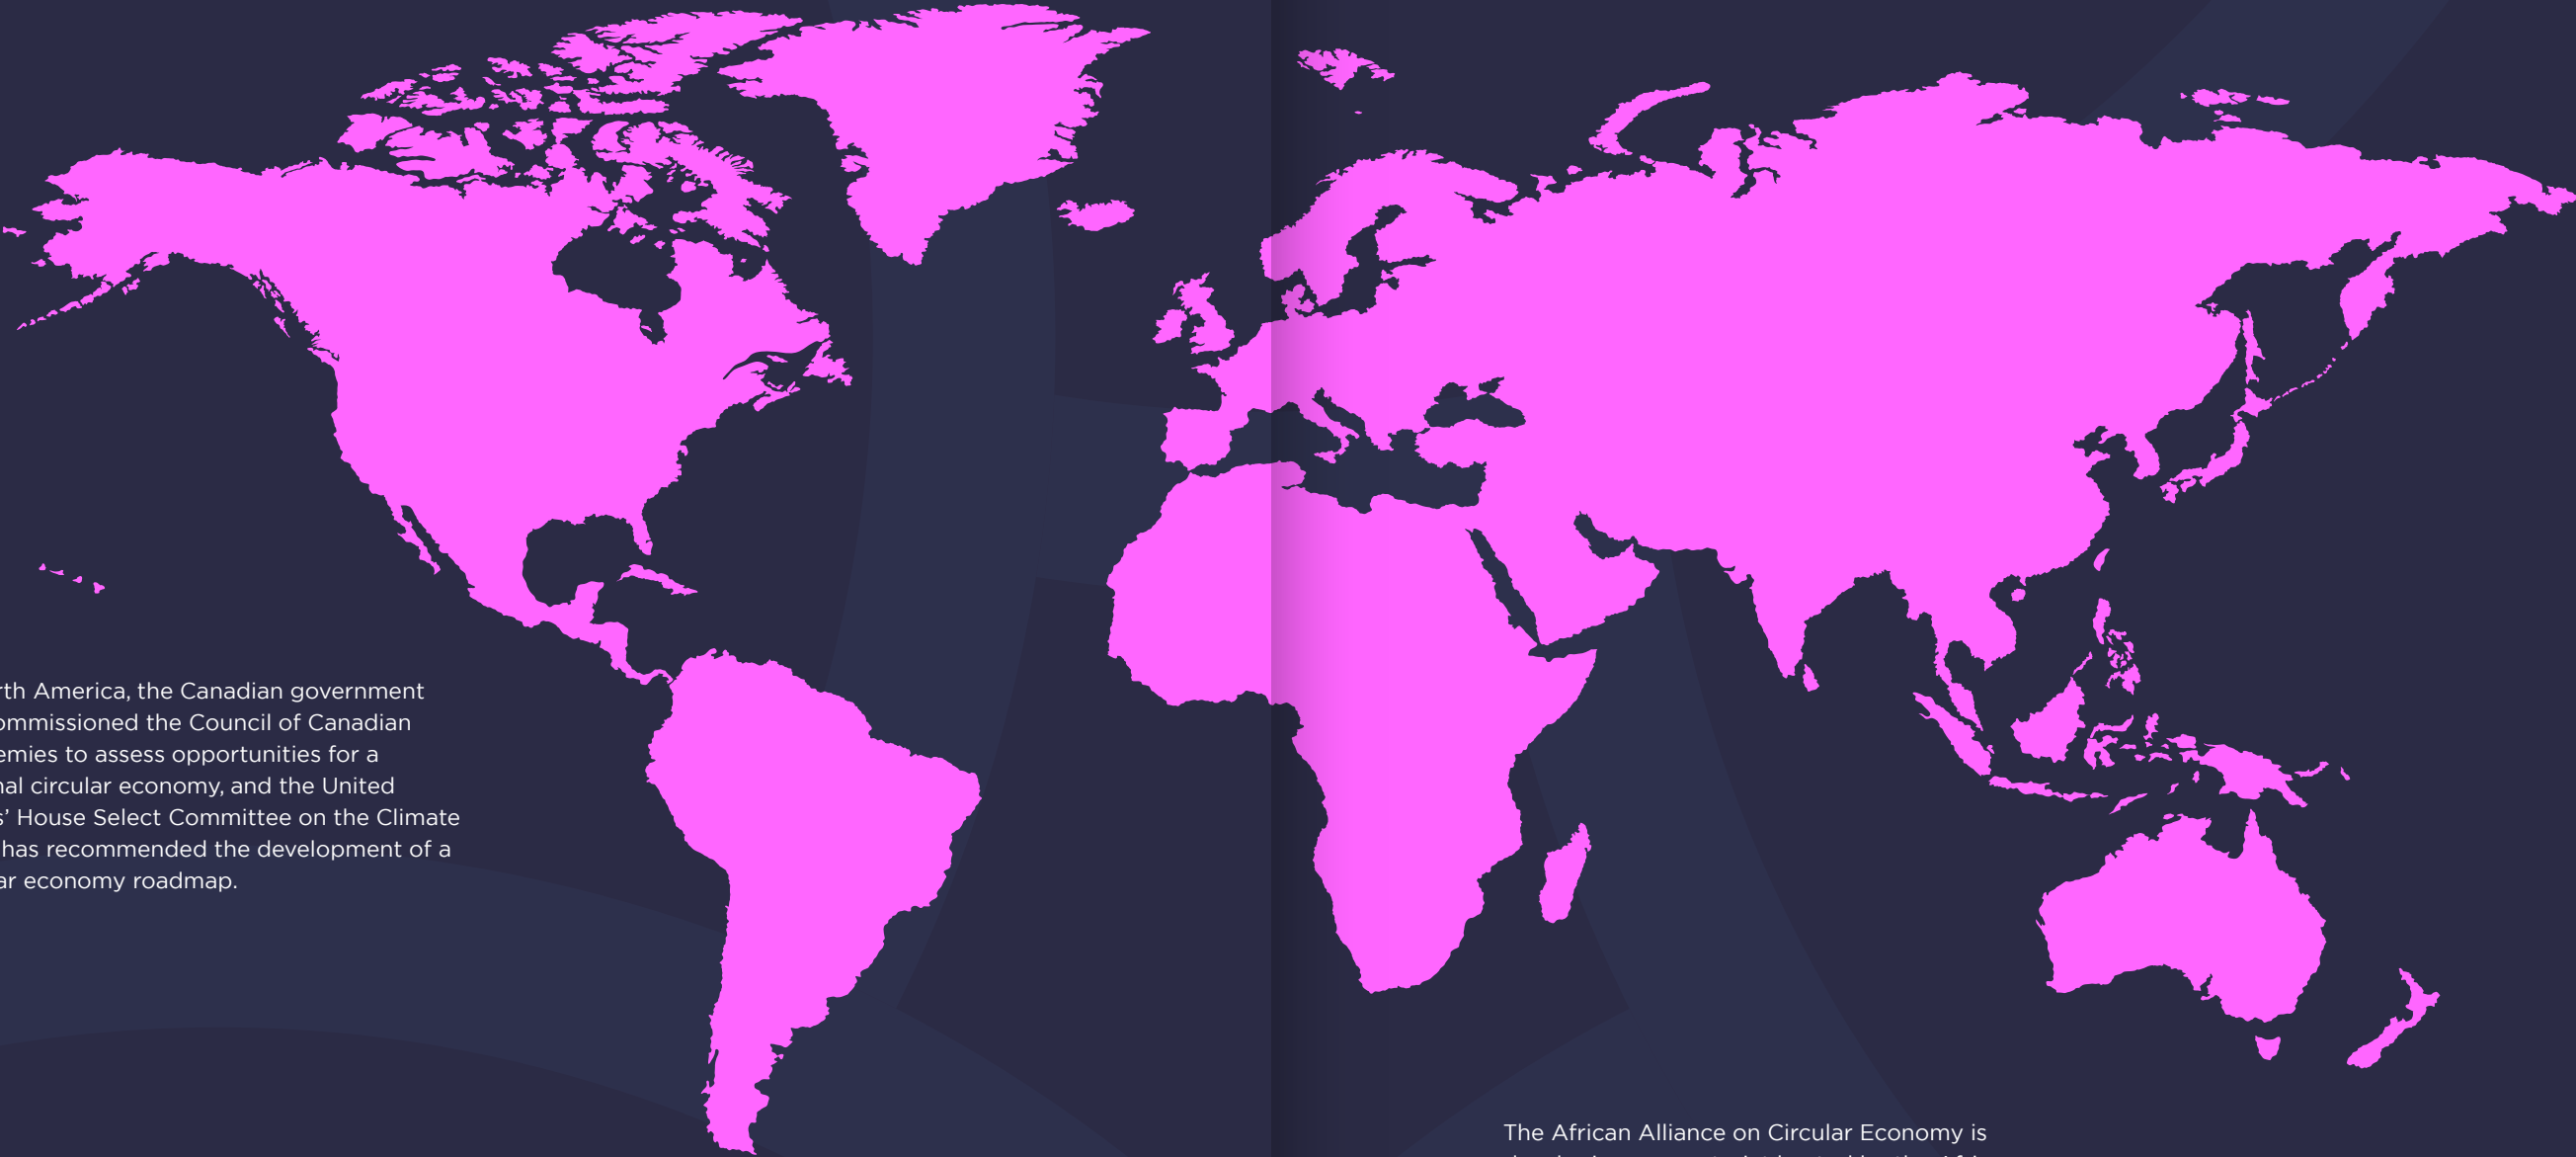 rth America, the Canadian government
ommissioned the Council of Canadian
emies to assess opportunities for a
nal circular economy, and the United
s’ House Select Committee on the Climate
has recommended the development of a
ar economy roadmap.
The African Alliance on Circular Economy is